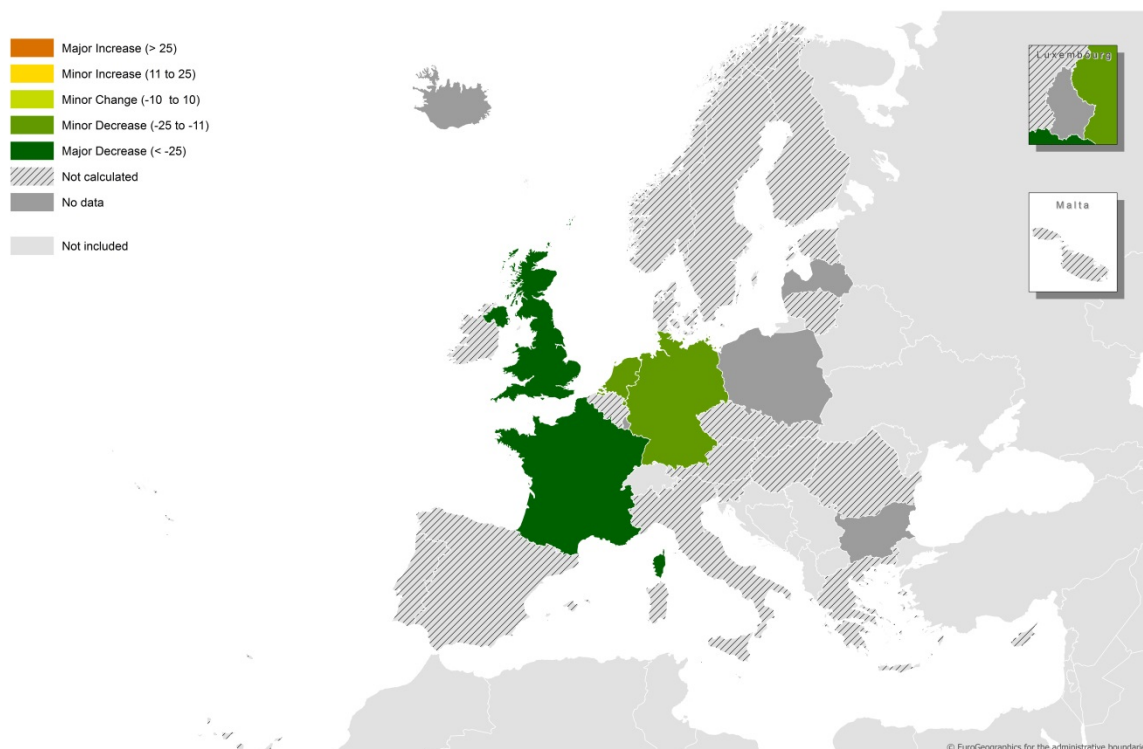 Major Increase (> 25)
Minor Increase (11 to 25)
Minor Change (-10 to 10)
Minor Decrease (-25 to -11)
Major Decrease (< -25)
Not calculated
No data
Not included
Luxembourg
Malta
© EuroGeographics for the administrative boundar